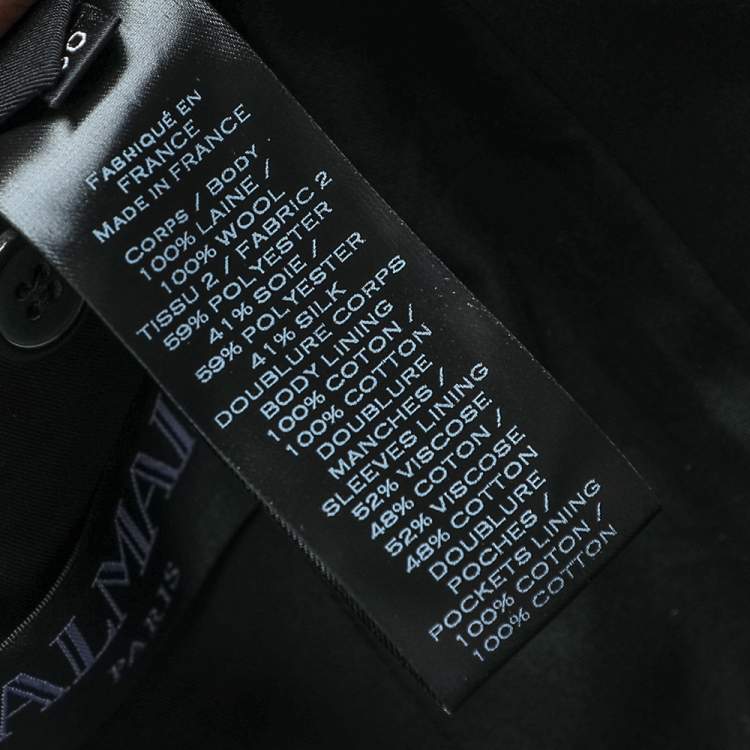 FABRIQUÉ EN
FRANCE
MADE IN FRANCE
CORPS / BODY
100% LAINE /
100% WOOL
TISSU 2 / FABRIC 2
59% POLYESTER
41% SOIE /
59% POLYESTER
41% SILK
DOUBLURE CORPS
BODY LINING
100% COTON /
100% COTTON
DOUBLURE
MANCHES /
SLEEVES LINING
52% VISCOSE
48% COTON /
52% VISCOSE
48% COTTON
DOUBLURE
POCHES /
POCKETS LINING
100% COTON /
100% COTTON
ALMAI
PARIS